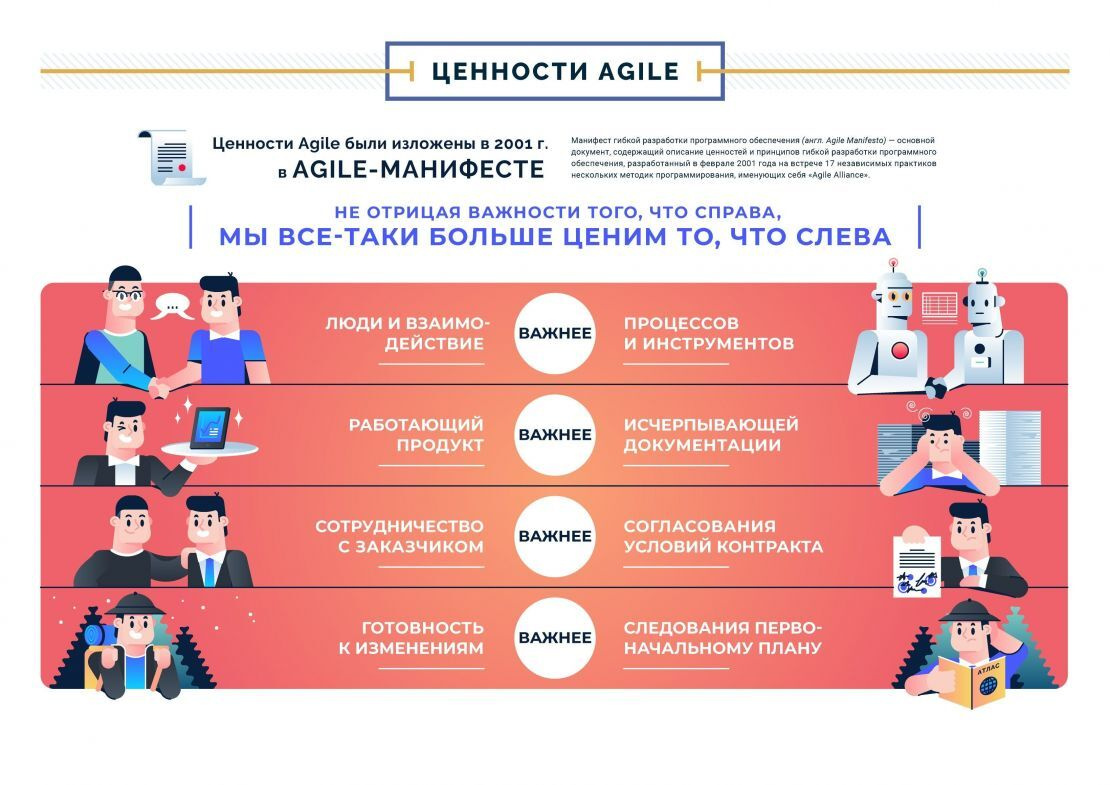 ЦЕННОСТИ AGILE
Ценности Agile были изложены в 2001 г.
в AGILE-МАНИФЕСТЕ
Манифест гибкой разработки программного обеспечения (англ. Agile Manifesto) — основной
документ, содержащий описание ценностей и принципов гибкой разработки программного
обеспечения, разработанный в феврале 2001 года на встрече 17 независимых практиков
нескольких методик программирования, именующих себя «Agile Alliance».
НЕ ОТРИЦАЯ ВАЖНОСТИ ТОГО, ЧТО СПРАВА,
МЫ ВСЕ-ТАКИ БОЛЬШЕ ЦЕНИМ ТО, ЧТО СЛЕВА
ЛЮДИ И ВЗАИМО-
ДЕЙСТВИЕ
ВАЖНЕЕ
ПРОЦЕССОВ
И ИНСТРУМЕНТОВ
РАБОТАЮЩИЙ
ПРОДУКТ
ВАЖНЕЕ
ИСЧЕРПЫВАЮЩЕЙ
ДОКУМЕНТАЦИИ
СОТРУДНИЧЕСТВО
С ЗАКАЗЧИКОМ
ВАЖНЕЕ
СОГЛАСОВАНИЯ
УСЛОВИЙ КОНТРАКТА
ГОТОВНОСТЬ
К ИЗМЕНЕНИЯМ
ВАЖНЕЕ
СЛЕДОВАНИЯ ПЕРВО-
НАЧАЛЬНОМУ ПЛАНУ
АТЛАС